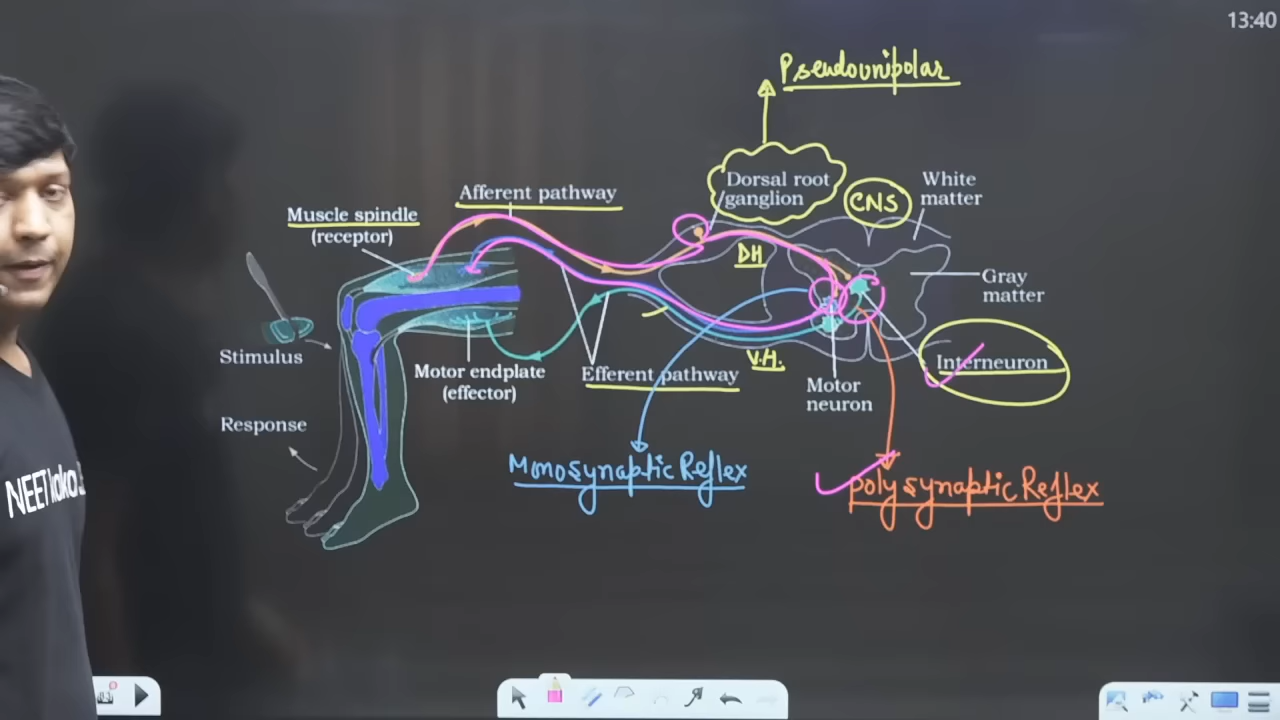 13:40
Pseudounipolar
Dorsal root
ganglion
CNS
White
matter
Afferent pathway
Muscle spindle
(receptor)
DH
Gray
matter
Stimulus
Motor endplate
(effector)
Efferent pathway
V.H.
Motor
neuron
Interneuron
Response
Monosynaptic Reflex
Polysynaptic Reflex